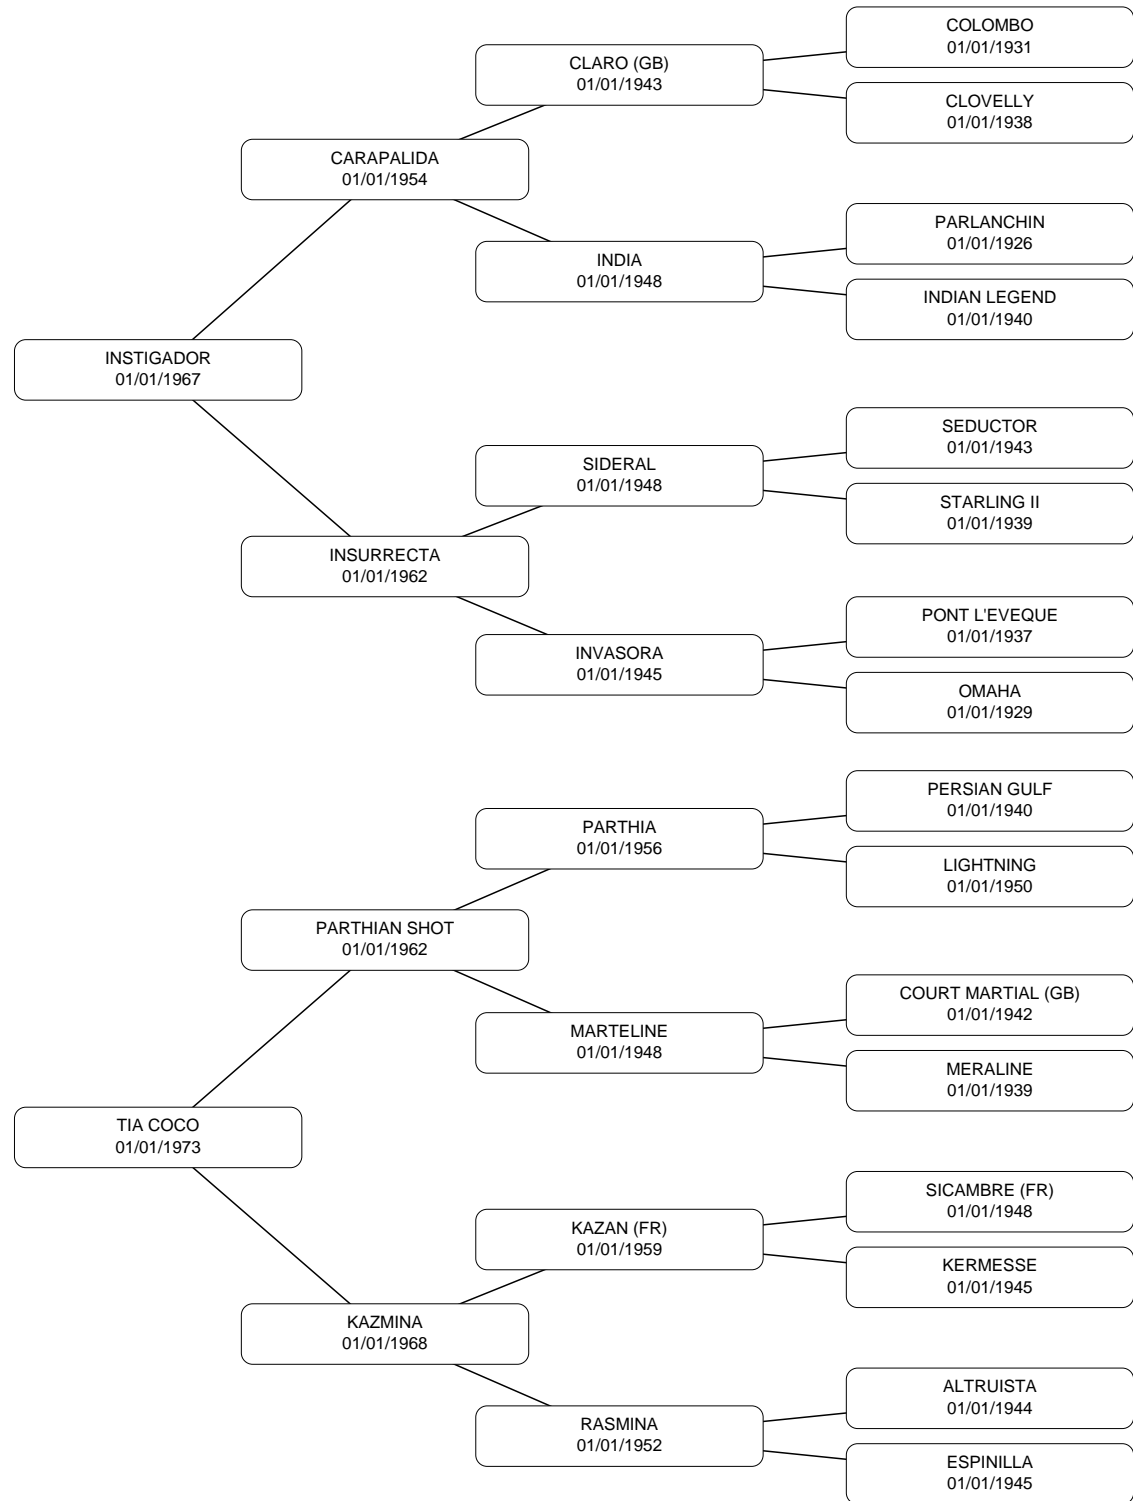 COLOMBO
01/01/1931
CLARO (GB)
01/01/1943
CLOVELLY
01/01/1938
CARAPALIDA
01/01/1954
PARLANCHIN
01/01/1926
INDIA
01/01/1948
INDIAN LEGEND
01/01/1940
INSTIGADOR
01/01/1967
SEDUCTOR
01/01/1943
SIDERAL
01/01/1948
STARLING II
01/01/1939
INSURRECTA
01/01/1962
PONT L'EVEQUE
01/01/1937
INVASORA
01/01/1945
OMAHA
01/01/1929
PERSIAN GULF
01/01/1940
PARTHIA
01/01/1956
LIGHTNING
01/01/1950
PARTHIAN SHOT
01/01/1962
COURT MARTIAL (GB)
01/01/1942
MARTELINE
01/01/1948
MERALINE
01/01/1939
TIA COCO
01/01/1973
SICAMBRE (FR)
01/01/1948
KAZAN (FR)
01/01/1959
KERMESSE
01/01/1945
KAZMINA
01/01/1968
ALTRUISTA
01/01/1944
RASMINA
01/01/1952
ESPINILLA
01/01/1945